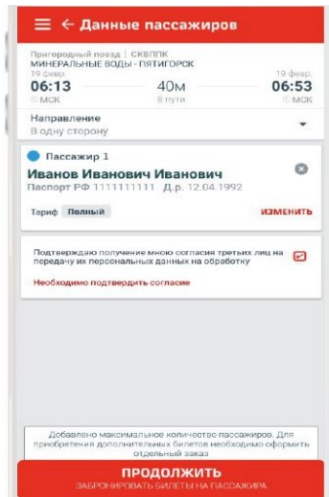 Данные пассажиров
Пригородный поезд | СКВППК
МИНЕРАЛЬНЫЕ ВОДЫ - ПЯТИГОРСК
19 февр. 19 февр.
06:13 40м 06:53
МСК В пути МСК
Направление
В одну сторону
Пассажир 1
Иванов Иванович Иванович
Паспорт РФ 1111111111 Д.р. 12.04.1992
Тариф Полный ИЗМЕНИТЬ
Подтверждаю получение мною согласия третьих лиц на
передачу их персональных данных на обработку
Необходимо подтвердить согласие
Добавлено максимальное количество пассажиров. Для
приобретения дополнительных билетов необходимо оформить
отдельный заказ
ПРОДОЛЖИТЬ
ЗАБРОНИРОВАТЬ БИЛЕТЫ НА ПАССАЖИРА